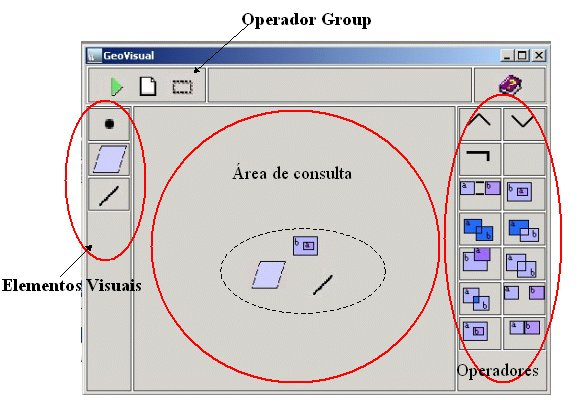 Operador Group
GeoVisual
Área de consulta
b a
Elementos Visuais
a b
b a
a b
a b
b a
a b
a b
b a
a b
Operadores